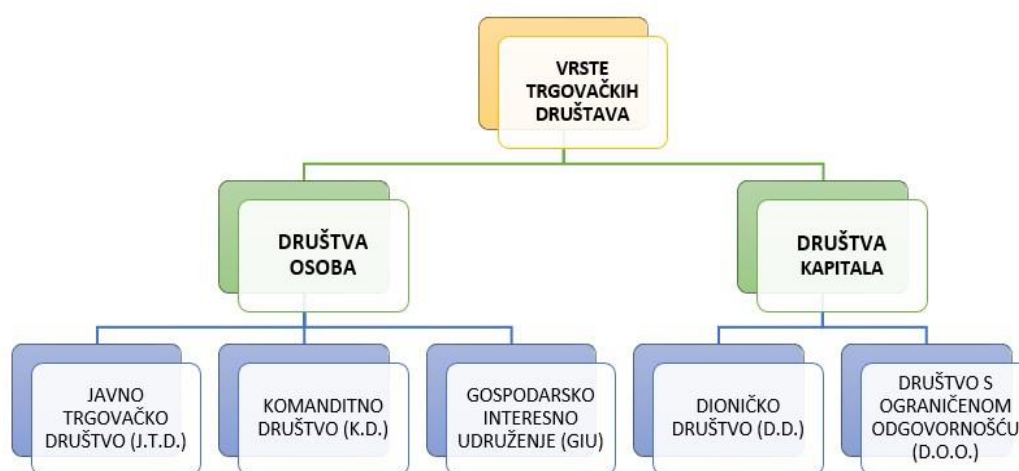 VRSTE
TRGOVAČKIH
DRUŠTAVA
DRUŠTVA
OSOBA
DRUŠTVA
KAPITALA
JAVNO
TRGOVAČKO
DRUŠTVO (J.T.D.)
KOMANDITNO
DRUŠTVO (K.D.)
GOSPODARSKO
INTERESNO
UDRUŽENJE (GIU)
DIONIČKO
DRUŠTVO (D.D.)
DRUŠTVO S
OGRANIČENOM
ODGOVORNOŠĆU
(D.O.O.)